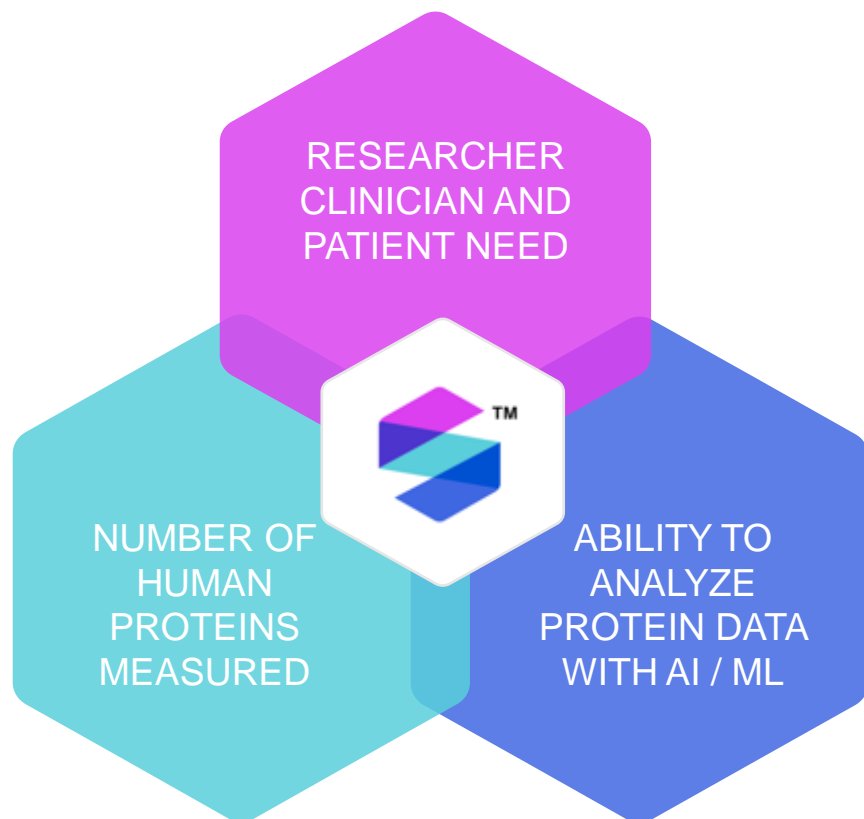 RESEARCHER
CLINICIAN AND
PATIENT NEED
TM
NUMBER OF
HUMAN
PROTEINS
MEASURED
ABILITY TO
ANALYZE
PROTEIN DATA
WITH AI / ML